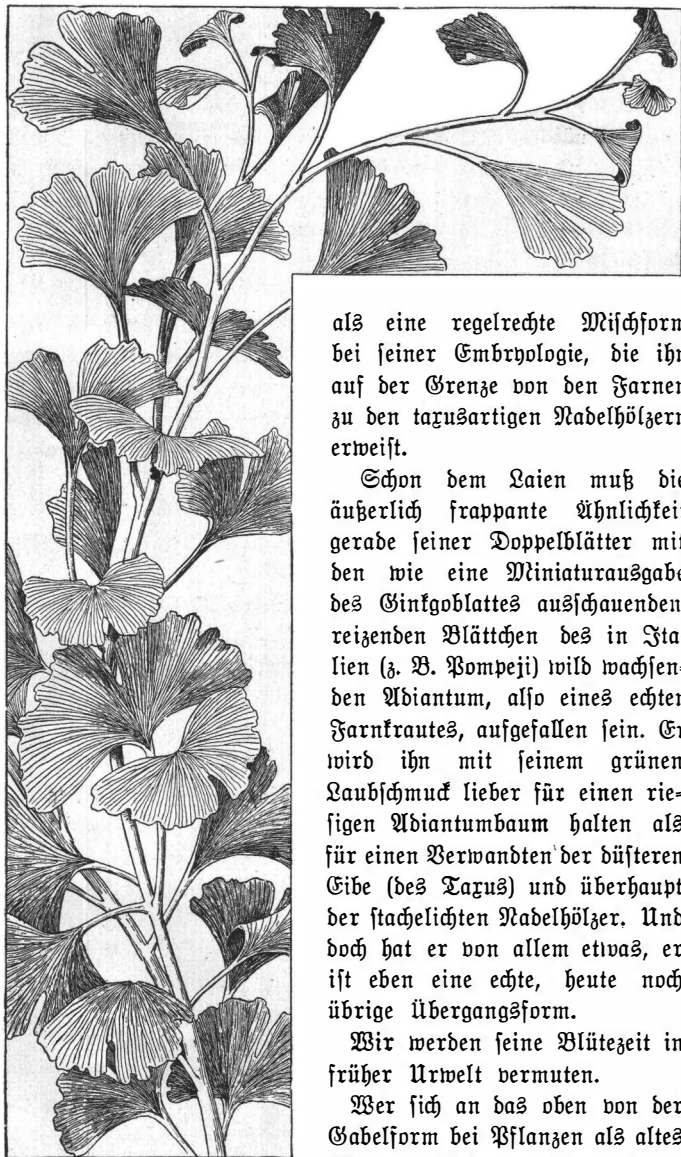 als eine regelrechte Mischform
bei seiner Embryologie, die ihn
auf der Grenze von den Farnen
zu den taxusartigen Nadelhölzern
erweist.
Schon dem Laien muß die
äußerlich frappante Ähnlichkeit
gerade seiner Doppelblätter mit
den wie eine Miniaturausgabe
des Ginkgoblattes ausschauenden
reizenden Blättchen des in Ita-
lien (z. B. Pompeji) wild wachsen-
den Adiantum, also eines echten
Farnkrautes, aufgefallen sein. Er
wird ihn mit seinem grünen
Laubschmuck lieber für einen rie-
sigen Adiantumbaum halten als
für einen Verwandten der düsteren
Eibe (des Taxus) und überhaupt
der stachelichten Nadelhölzer. Und
doch hat er von allem etwas, er
ist eben eine echte, heute noch
übrige Übergangsform.
Wir werden seine Blütezeit in
früher Urwelt vermuten.
Wer sich an das oben von der
Gabelform bei Pflanzen als altes